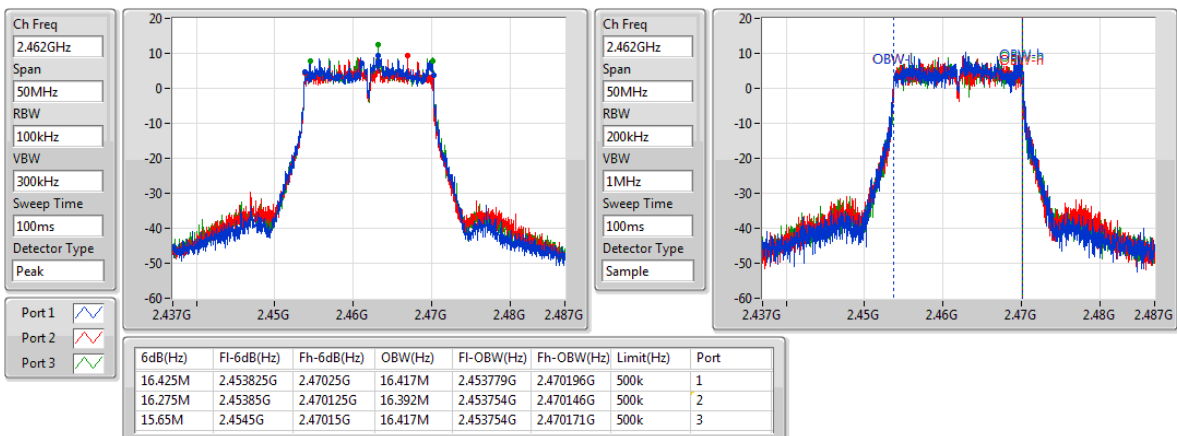 Ch Freq
2.462GHz
Span
50MHz
RBW
100kHz
VBW
300kHz
Sweep Time
100ms
Detector Type
Peak
Port 1
Port 2
Port 3
20
10
0
-10
-20
-30
-40
-50
-60
2.437G 2.45G 2.46G 2.47G 2.48G 2.487G
Ch Freq
2.462GHz
Span
50MHz
RBW
200kHz
VBW
1MHz
Sweep Time
100ms
Detector Type
Sample
20
10
0
-10
-20
-30
-40
-50
-60
OBW-l OBW-h
2.437G 2.45G 2.46G 2.47G 2.48G 2.487G
6dB(Hz) Fl-6dB(Hz) Fh-6dB(Hz) OBW(Hz) Fl-OBW(Hz) Fh-OBW(Hz) Limit(Hz) Port
16.425M 2.453825G 2.47025G 16.417M 2.453779G 2.470196G 500k 1
16.275M 2.45385G 2.470125G 16.392M 2.453754G 2.470146G 500k 2
15.65M 2.4545G 2.47015G 16.417M 2.453754G 2.470171G 500k 3